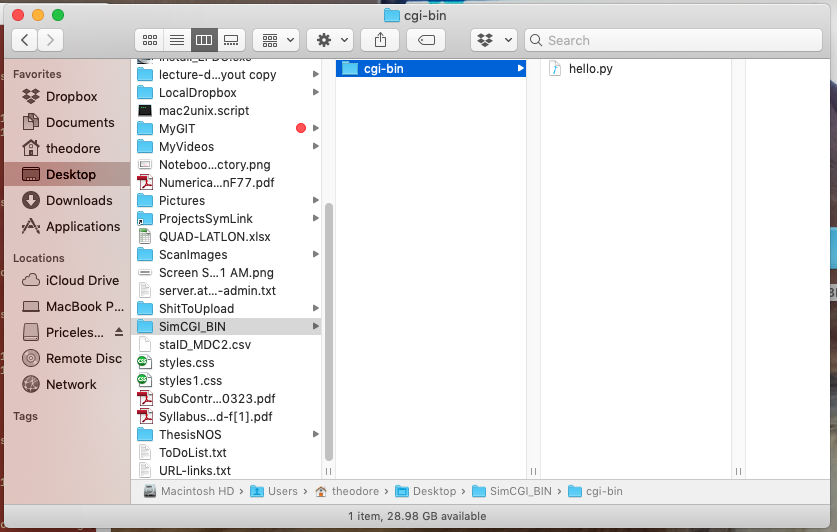 cgi-bin
Search
Favorites
Dropbox
Documents
theodore
Desktop
Downloads
Applications
Locations
iCloud Drive
MacBook P...
Priceles...
Remote Disc
Network
Tags
lecture-d...yout copy
LocalDropbox
mac2unix.script
MyGIT
MyVideos
Noteboo...ctory.png
Numerica...nF77.pdf
Pictures
ProjectsSymLink
QUAD-LATLON.xlsx
ScanImages
Screen S...1 AM.png
server.at...-admin.txt
ShitToUpload
SimCGI_BIN
staID_MDC2.csv
styles.css
styles1.css
SubContr...0323.pdf
Syllabus...d-f[1].pdf
ThesisNOS
ToDoList.txt
URL-links.txt
cgi-bin
hello.py
Macintosh HD › Users › theodore › Desktop › SimCGI_BIN › cgi-bin
1 item, 28.98 GB available